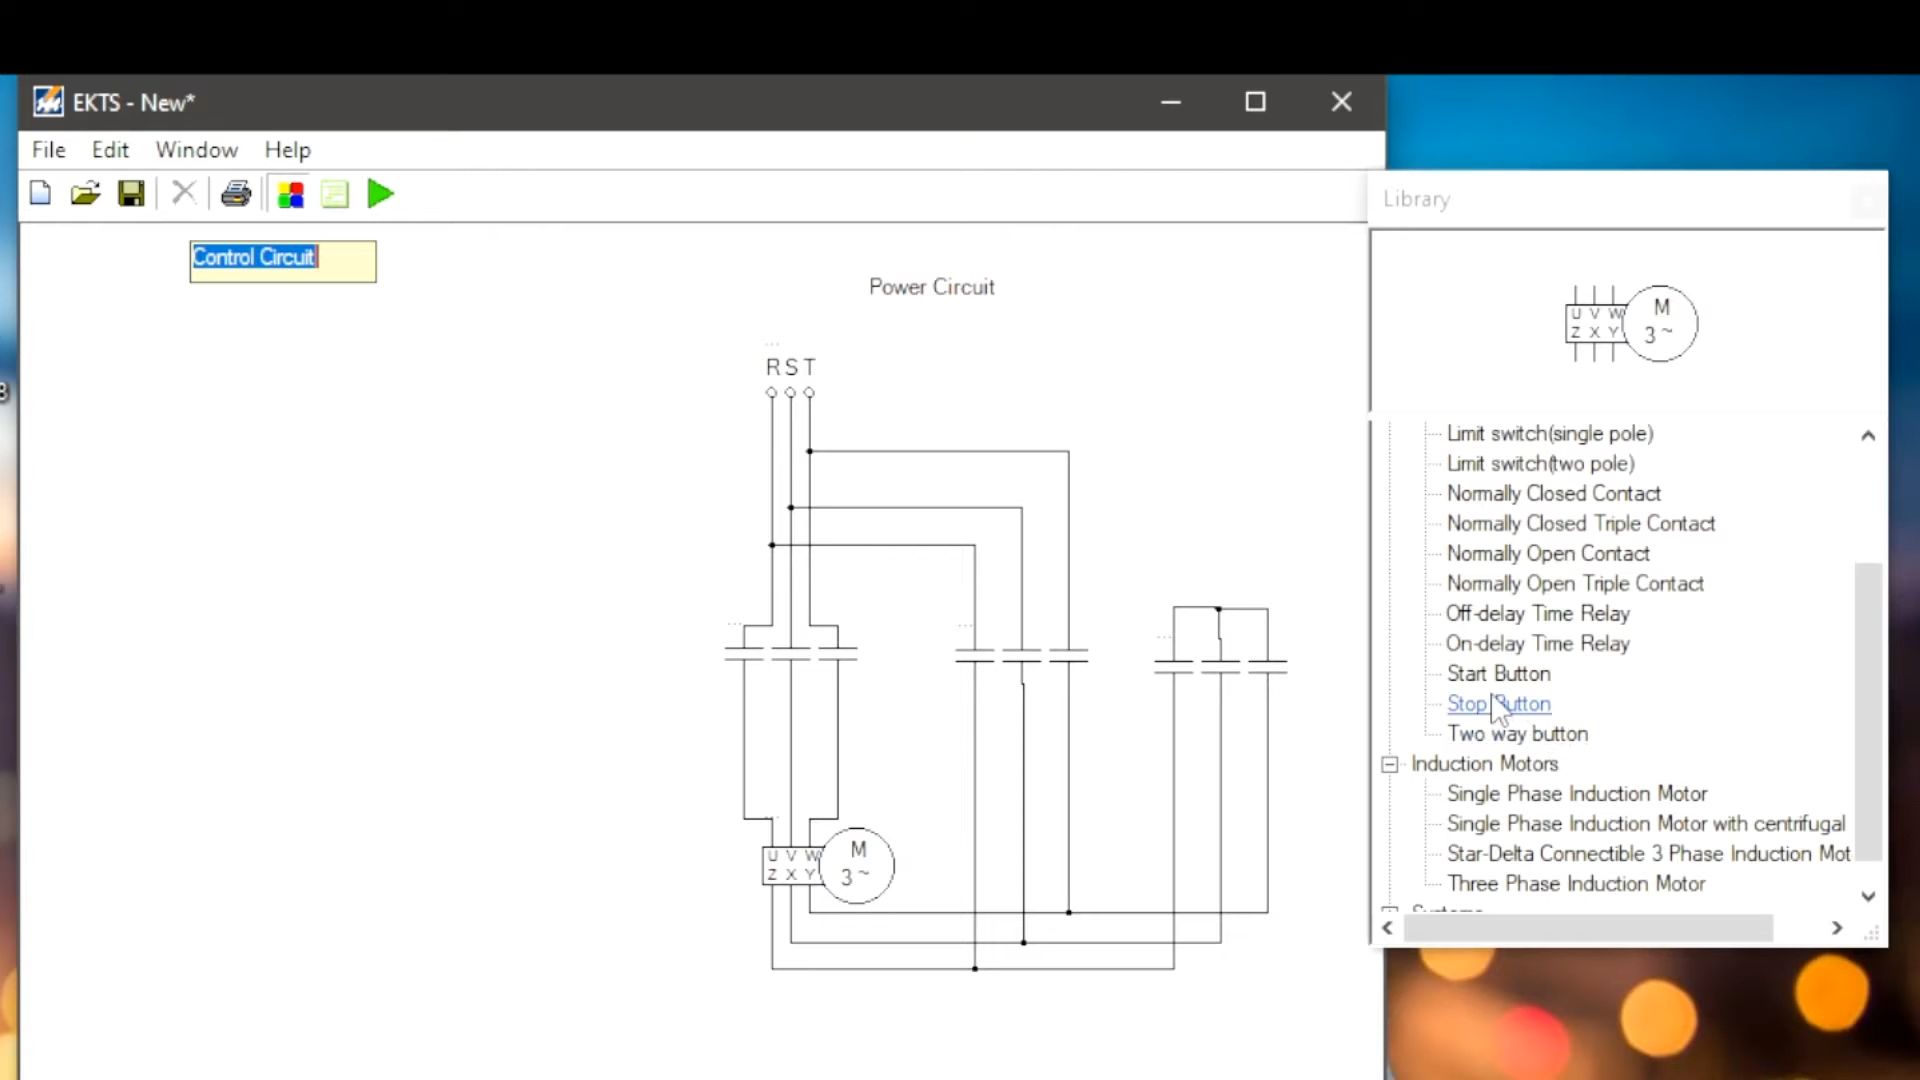 EKTS - New*
File Edit Window Help
Control Circuit
Power Circuit
R S T
U V W
Z X Y
M
3 ~
Library
U V W
Z X Y
M
3 ~
Limit switch(single pole)
Limit switch(two pole)
Normally Closed Contact
Normally Closed Triple Contact
Normally Open Contact
Normally Open Triple Contact
Off-delay Time Relay
On-delay Time Relay
Start Button
Stop Button
Two way button
Induction Motors
Single Phase Induction Motor
Single Phase Induction Motor with centrifugal
Star-Delta Connectible 3 Phase Induction Mot
Three Phase Induction Motor